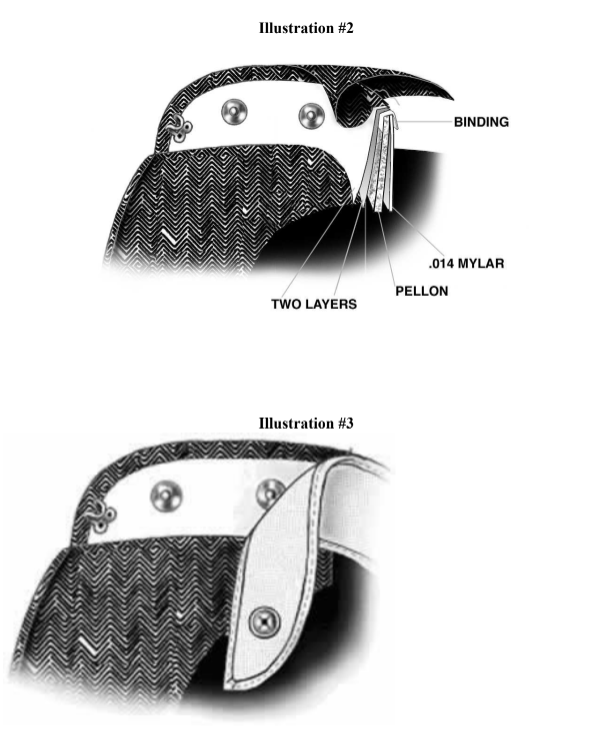 Illustration #2
BINDING
.014 MYLAR
PELLON
TWO LAYERS
Illustration #3